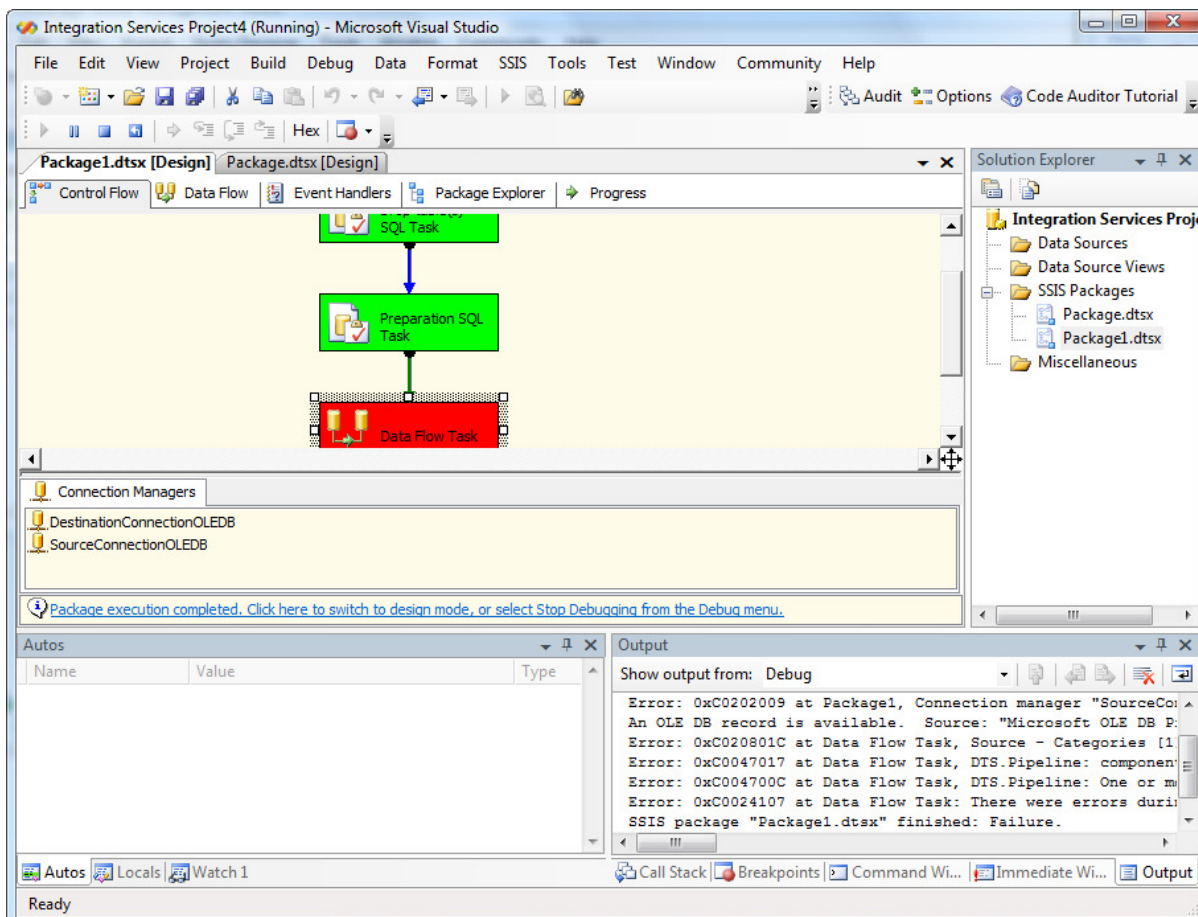 Integration Services Project4 (Running) - Microsoft Visual Studio
File Edit View Project Build Debug Data Format SSIS Tools Test Window Community Help
Audit Options Code Auditor Tutorial
Hex
Package1.dtsx [Design] Package.dtsx [Design]
Control Flow Data Flow Event Handlers Package Explorer Progress
SQL Task
Preparation SQL
Task
Data Flow Task
Connection Managers
DestinationConnectionOLEDB
SourceConnectionOLEDB
Package execution completed. Click here to switch to design mode, or select Stop Debugging from the Debug menu.
Solution Explorer
Integration Services Proje
Data Sources
Data Source Views
SSIS Packages
Package.dtsx
Package1.dtsx
Miscellaneous
Autos
Name Value Type
Autos Locals Watch 1
Output
Show output from: Debug
Error: 0xC0202009 at Package1, Connection manager "SourceCo
An OLE DB record is available. Source: "Microsoft OLE DB P
Error: 0xC020801C at Data Flow Task, Source - Categories [1
Error: 0xC0047017 at Data Flow Task, DTS.Pipeline: componen
Error: 0xC004700C at Data Flow Task, DTS.Pipeline: One or m
Error: 0xC0024107 at Data Flow Task: There were errors duri
SSIS package "Package1.dtsx" finished: Failure.
Call Stack Breakpoints Command Wi... Immediate Wi... Output
Ready